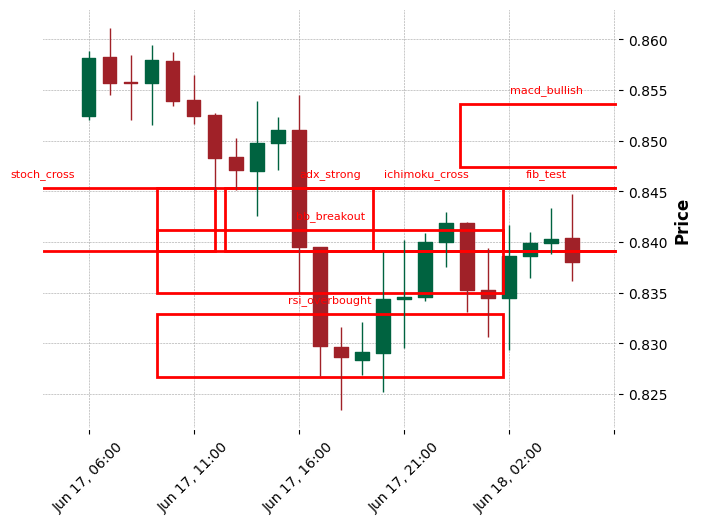 0.860
macd_bullish
0.855
0.850
stoch_cross
ichimoku_cross
fib_test
0.845
Price
0.840
0.835
rsi_overbought
0.830
0.825
Jun 17, 06:00
Jun 17, 11:00
Jun 17, 16:00
Jun 17, 21:00
Jun 18, 02:00